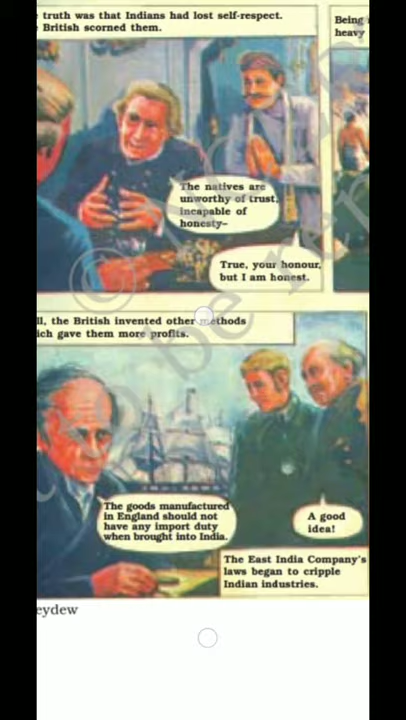 truth was that Indians had lost self-respect.
British scorned them.
Being
heavy
The natives are
unworthy of trust,
incapable of
honesty–
True, your honour,
but I am honest.
the British invented other methods
which gave them more profits.
The goods manufactured
in England should not
have any import duty
when brought into India.
A good
idea!
The East India Company's
laws began to cripple
Indian industries.
eydew
©
to be